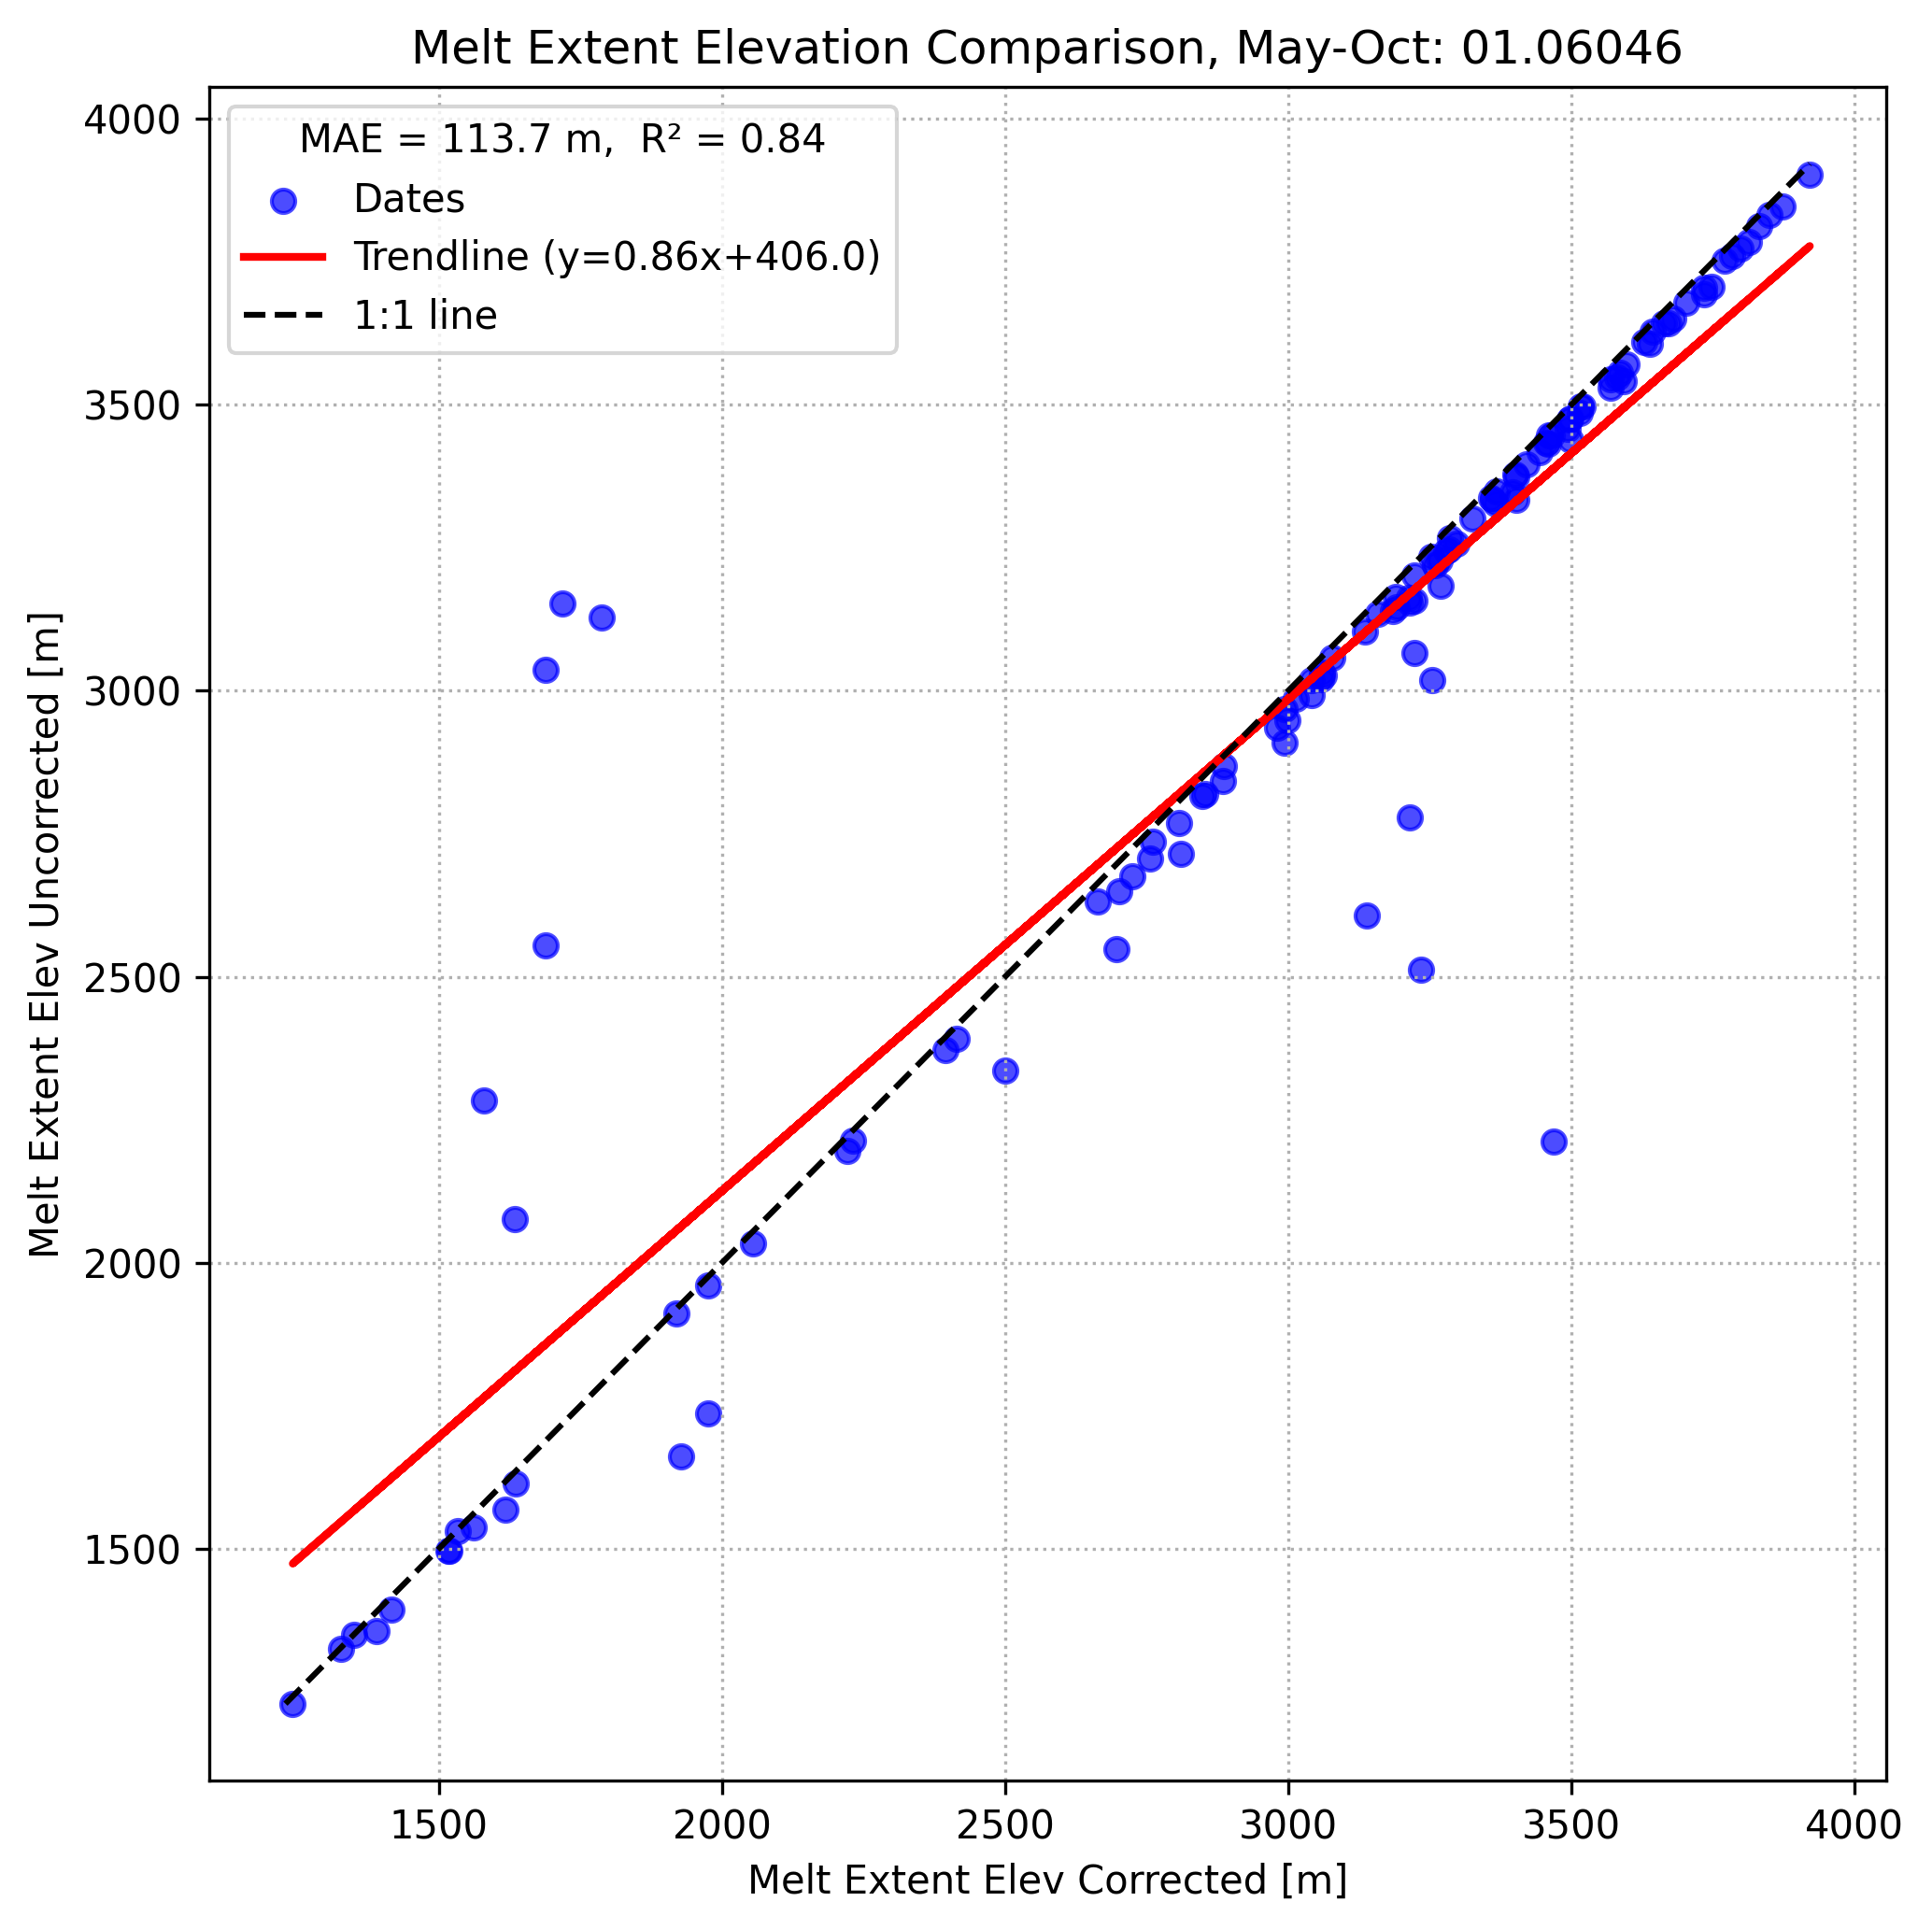 Melt Extent Elevation Comparison, May-Oct: 01.06046
MAE = 113.7 m, R² = 0.84
Dates
Trendline (y=0.86x+406.0)
1:1 line
Melt Extent Elev Uncorrected [m]
4000
3500
3000
2500
2000
1500
1500
2000
2500
3000
3500
4000
Melt Extent Elev Corrected [m]